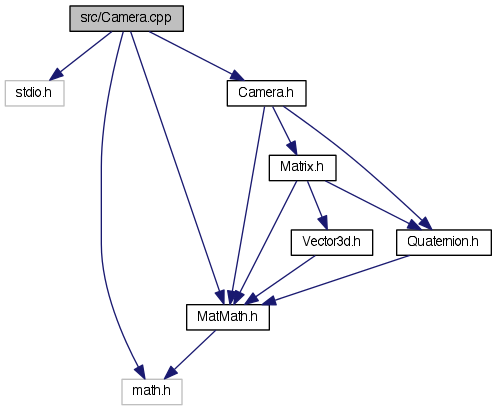 src/Camera.cpp
stdio.h
Camera.h
Matrix.h
Vector3d.h
Quaternion.h
MatMath.h
math.h